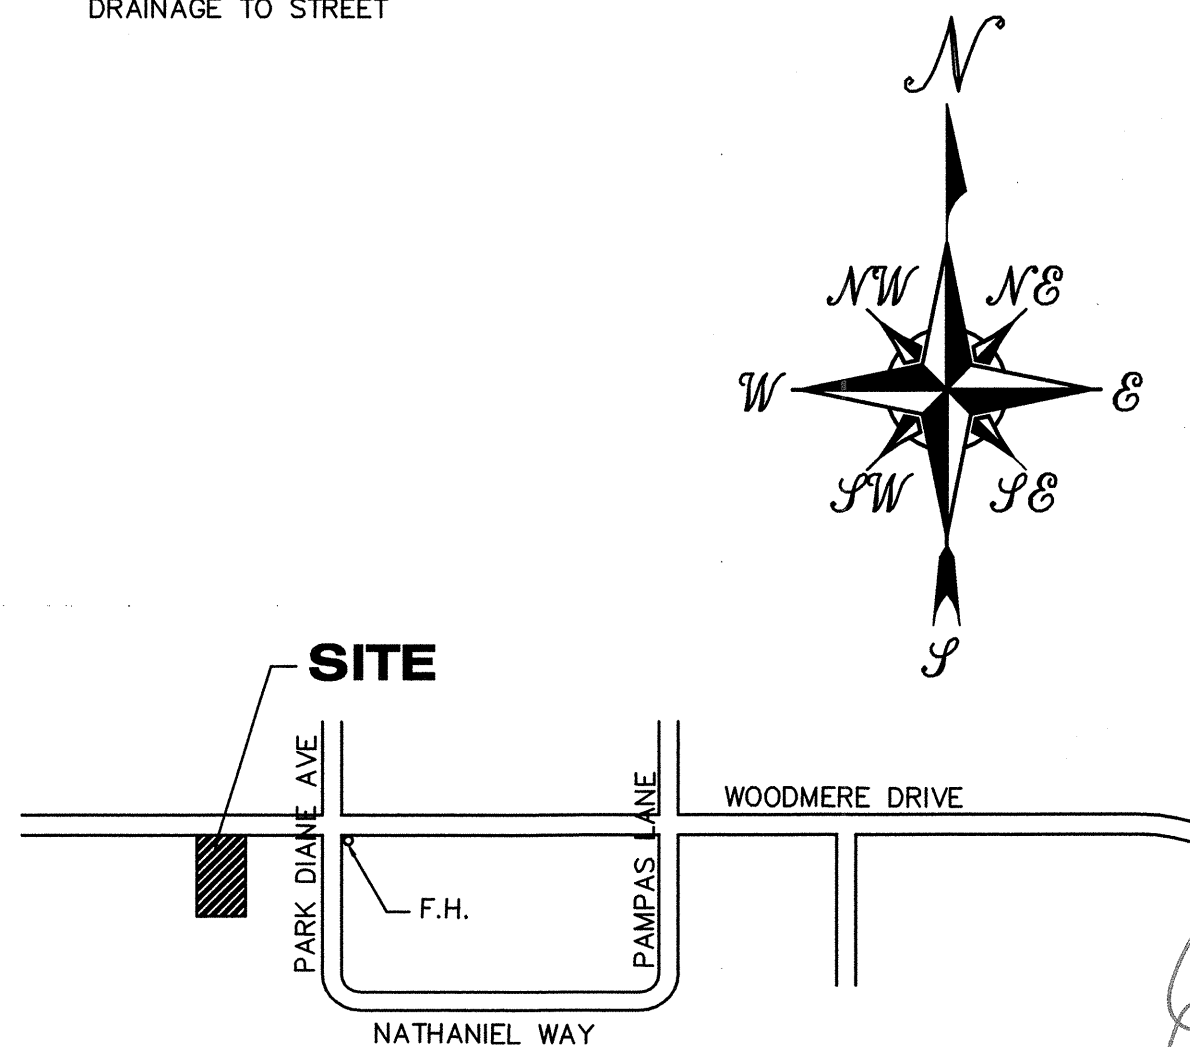 DRAINAGE TO STREET
N
NW
NE
W
E
SW
SE
S
SITE
PARK DIANE AVE
PAMPAS LANE
WOODMERE DRIVE
F.H.
NATHANIEL WAY